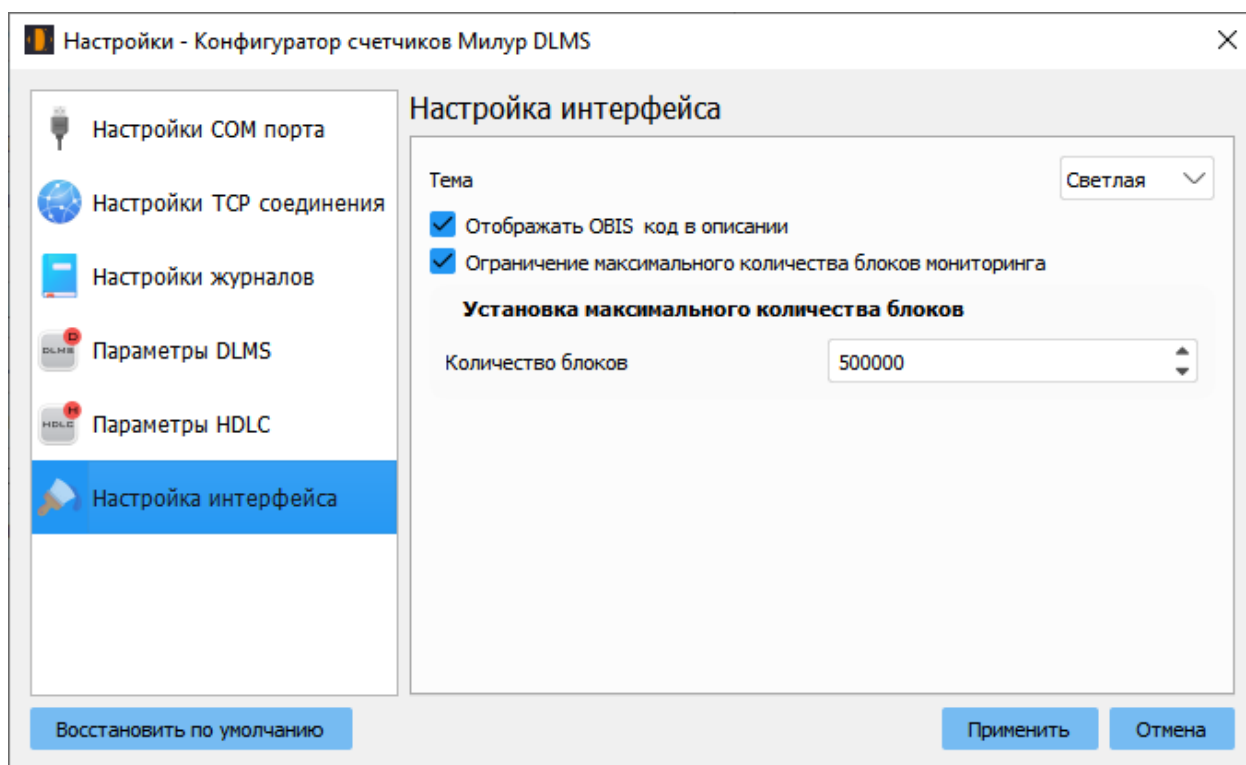 Настройки - Конфигуратор счетчиков Милур DLMS
Настройки COM порта
Настройки TCP соединения
Настройки журналов
D
DLMS
Параметры DLMS
H
HDLC
Параметры HDLC
Настройка интерфейса
Настройка интерфейса
Тема
Светлая
Отображать OBIS код в описании
Ограничение максимального количества блоков мониторинга
Установка максимального количества блоков
Количество блоков
500000
Восстановить по умолчанию
Применить
Отмена